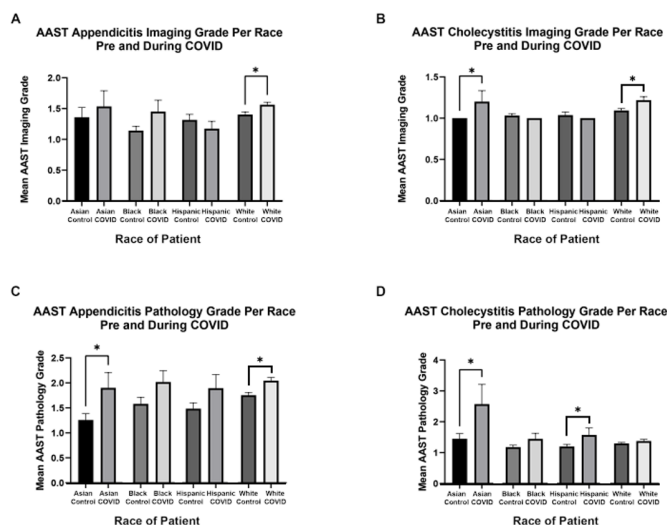 A
AAST Appendicitis Imaging Grade Per Race
Pre and During COVID
Mean AAST Imaging Grade
2.0
1.5
1.0
0.5
0.0
*
Asian Control
Asian COVID
Black Control
Black COVID
Hispanic Control
Hispanic COVID
White Control
White COVID
Race of Patient
B
AAST Cholecystitis Imaging Grade Per Race
Pre and During COVID
Mean AAST Imaging Grade
1.5
1.0
0.5
0.0
*
*
Asian Control
Asian COVID
Black Control
Black COVID
Hispanic Control
Hispanic COVID
White Control
White COVID
Race of Patient
C
AAST Appendicitis Pathology Grade Per Race
Pre and During COVID
Mean AAST Pathology Grade
2.5
2.0
1.5
1.0
0.5
0.0
*
*
Asian Control
Asian COVID
Black Control
Black COVID
Hispanic Control
Hispanic COVID
White Control
White COVID
Race of Patient
D
AAST Cholecystitis Pathology Grade Per Race
Pre and During COVID
Mean AAST Pathology Grade
4
3
2
1
0
*
*
Asian Control
Asian COVID
Black Control
Black COVID
Hispanic Control
Hispanic COVID
White Control
White COVID
Race of Patient